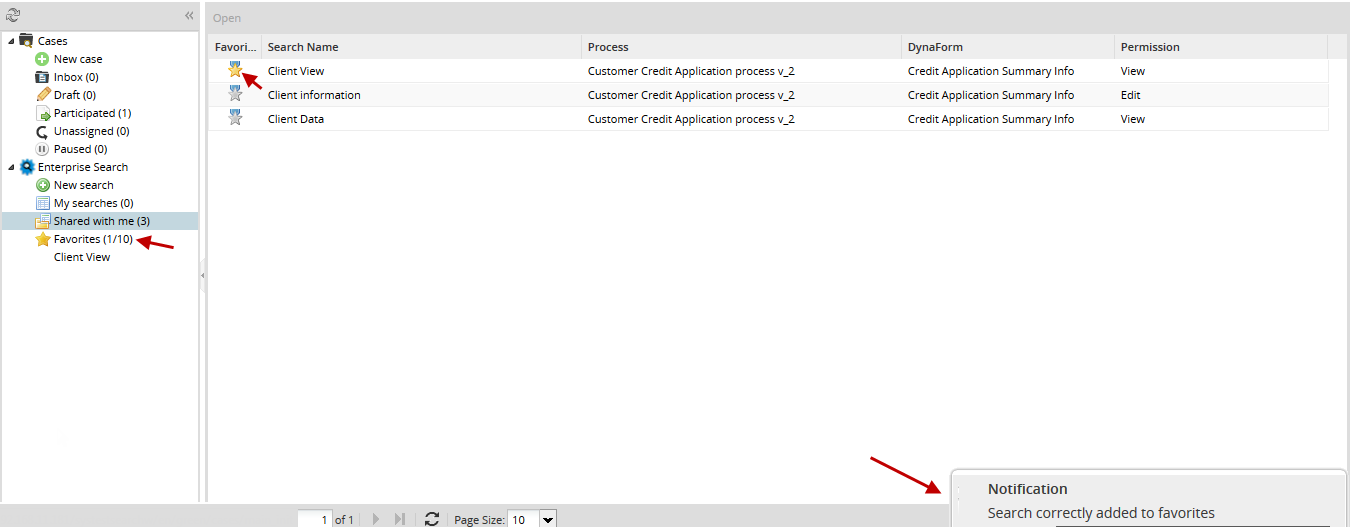 Open
Cases
New case
Inbox (0)
Draft (0)
Participated (1)
Unassigned (0)
Paused (0)
Enterprise Search
New search
My searches (0)
Shared with me (3)
Favorites (1/10)
Client View
Favori... Search Name Process DynaForm Permission
Client View Customer Credit Application process v_2 Credit Application Summary Info View
Client information Customer Credit Application process v_2 Credit Application Summary Info Edit
Client Data Customer Credit Application process v_2 Credit Application Summary Info View
1 of 1 Page Size: 10
Notification
Search correctly added to favorites